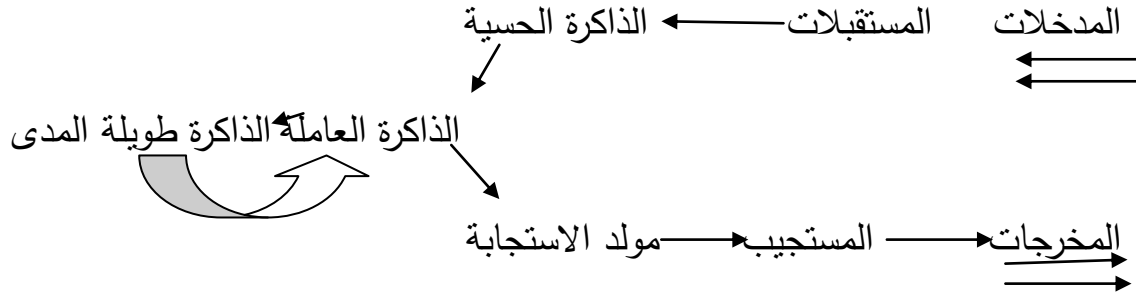 المدخلات المستقبلات الذاكرة الحسية
الذاكرة العاملة الذاكرة طويلة المدى
مولد الاستجابة المستجيب المخرجات